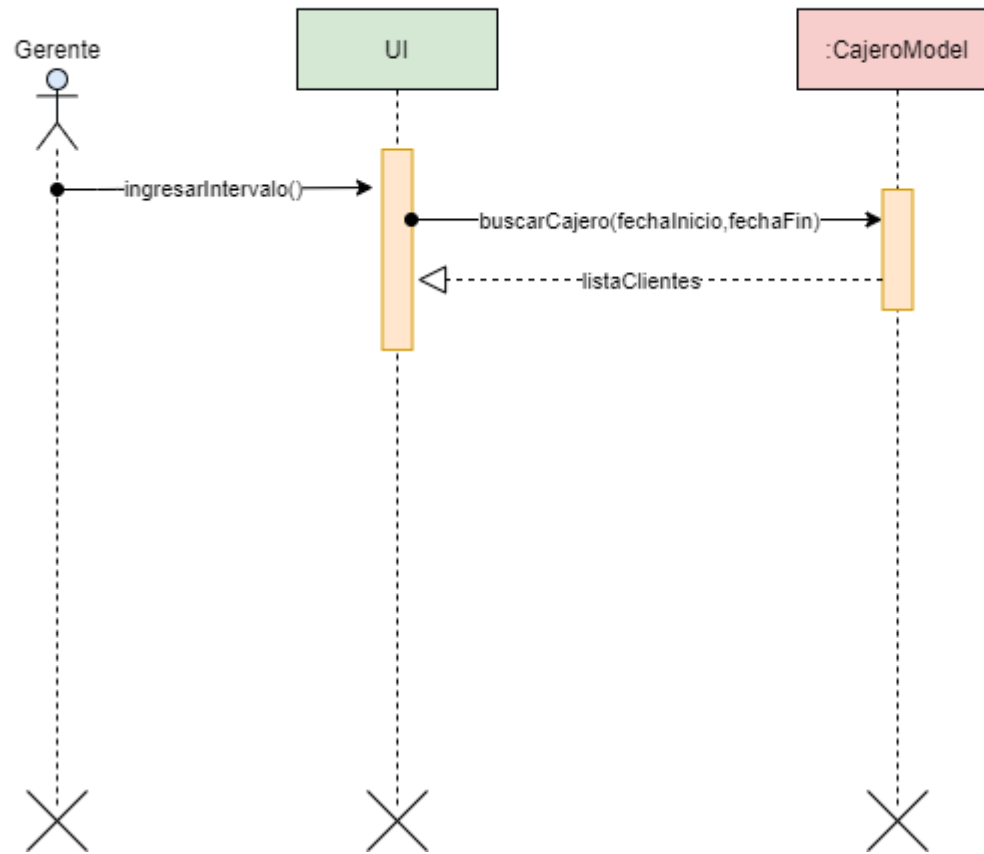 Gerente
UI
:CajeroModel
ingresarIntervalo()
buscarCajero(fechaInicio,fechaFin)
listaClientes